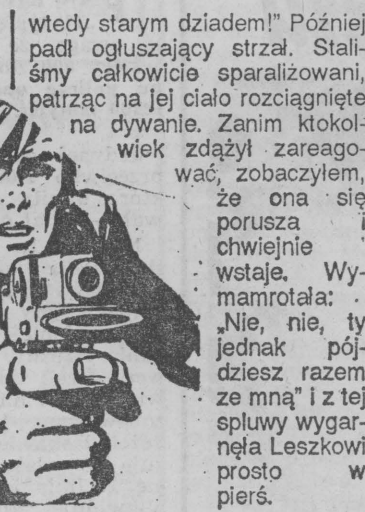 wtedy starym dziadem!" Później
padł ogłuszający strzał. Stali-
śmy całkowicie sparaliżowani,
patrząc na jej ciało rozciągnięte
na dywanie. Zanim ktokol-
wiek zdążył zareago-
wać, zobaczyłem,
że ona się
porusza i
chwiejnie
wstaje. Wy-
mamrotała:
„Nie, nie, ty
jednak pój-
dziesz razem
ze mną" i z tej
spluwy wygar-
nęła Leszkowi
prosto w
pierś.